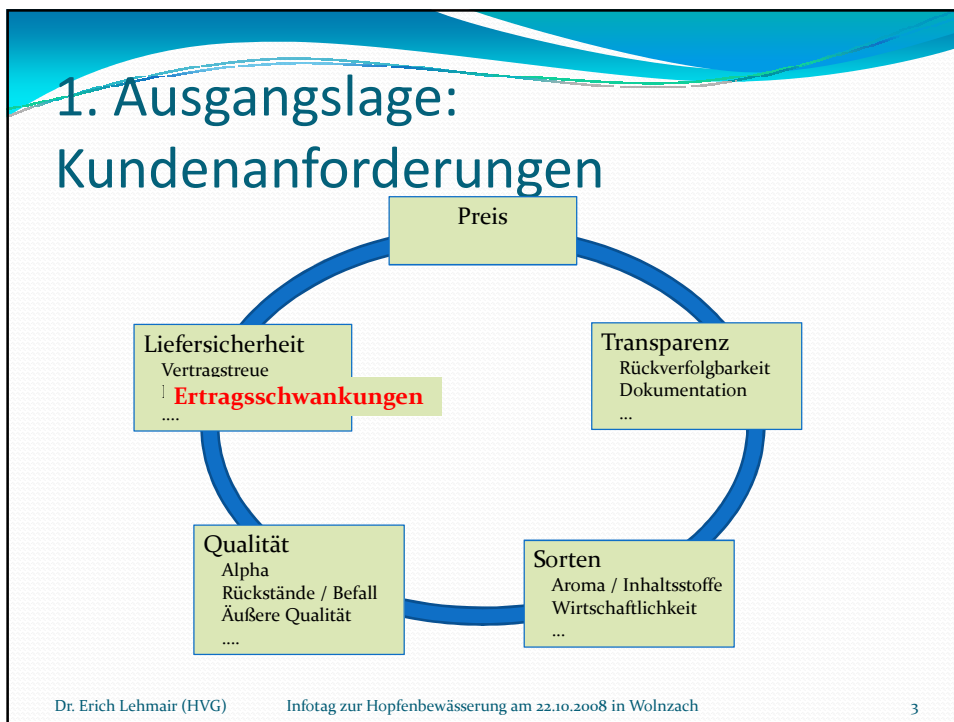 1. Ausgangslage:
Kundenanforderungen
Preis
Liefersicherheit
Vertragstreue
Ertragsschwankungen
....
Transparenz
Rückverfolgbarkeit
Dokumentation
...
Qualität
Alpha
Rückstände / Befall
Äußere Qualität
....
Sorten
Aroma / Inhaltsstoffe
Wirtschaftlichkeit
...
Dr. Erich Lehmair (HVG) Infotag zur Hopfenbewässerung am 22.10.2008 in Wolnzach 3